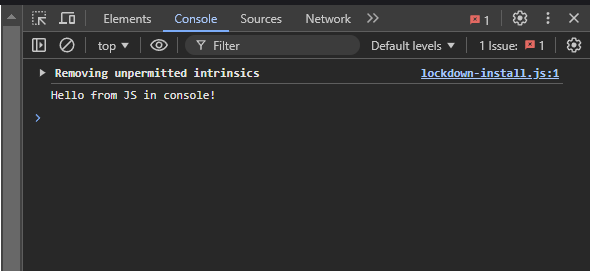 Elements Console Sources Network 1
top Filter Default levels 1 Issue: 1
Removing unpermitted intrinsics lockdown-install.js:1
Hello from JS in console!